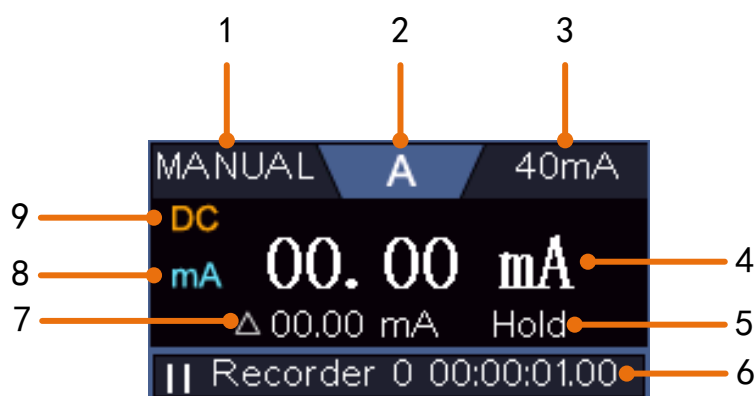 1 2 3
MANUAL A 40mA
9 DC
8 mA 00.00 mA 4
7 △ 00.00 mA Hold 5
Recorder 0 00:00:01.00 6